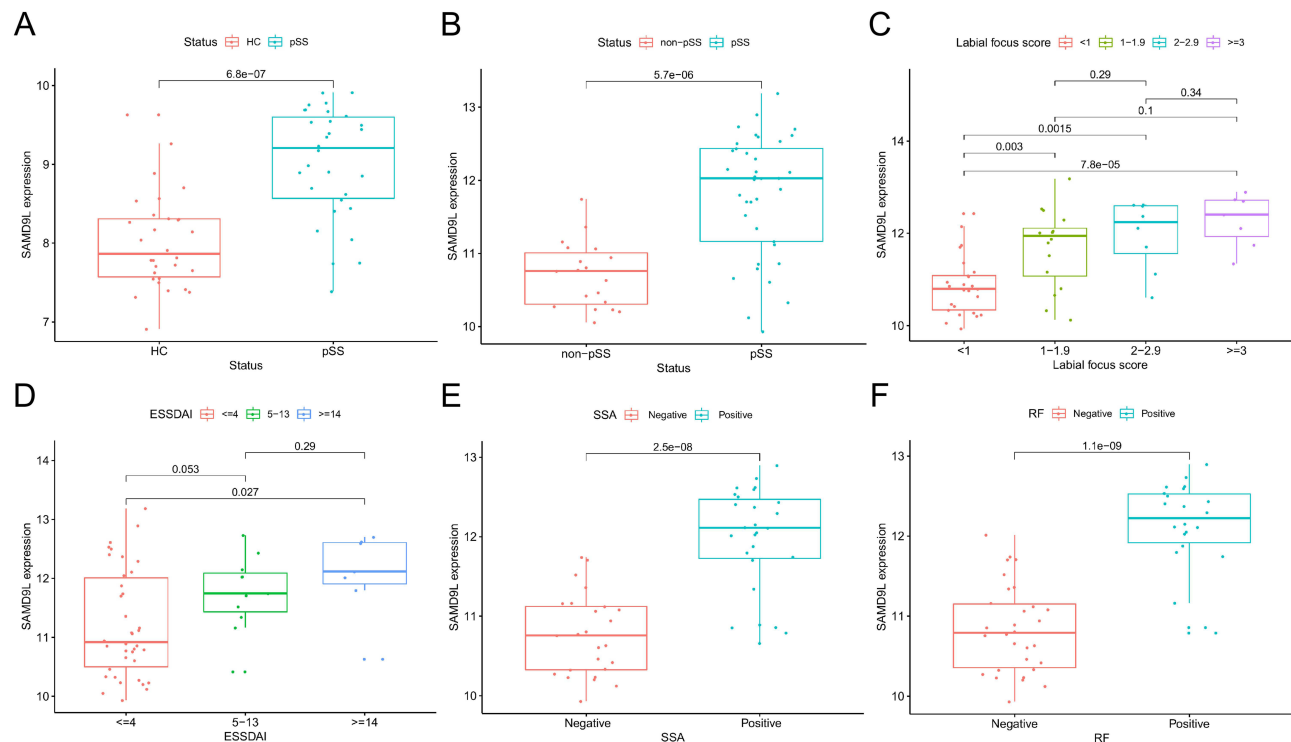 A
Status HC pSS
6.8e−07
10
9
8
7
SAMD9L expression
HC pSS
Status
B
Status non−pSS pSS
5.7e−06
13
12
11
10
SAMD9L expression
non−pSS pSS
Status
C
Labial focus score <1 1−1.9 2−2.9 >=3
0.29
0.34
0.1
0.0015
0.003
7.8e−05
14
12
10
SAMD9L expression
<1 1−1.9 2−2.9 >=3
Labial focus score
D
ESSDAI <=4 5−13 >=14
0.29
0.053
0.027
14
13
12
11
10
SAMD9L expression
<=4 5−13 >=14
ESSDAI
E
SSA Negative Positive
2.5e−08
13
12
11
10
SAMD9L expression
Negative Positive
SSA
F
RF Negative Positive
1.1e−09
13
12
11
10
SAMD9L expression
Negative Positive
RF